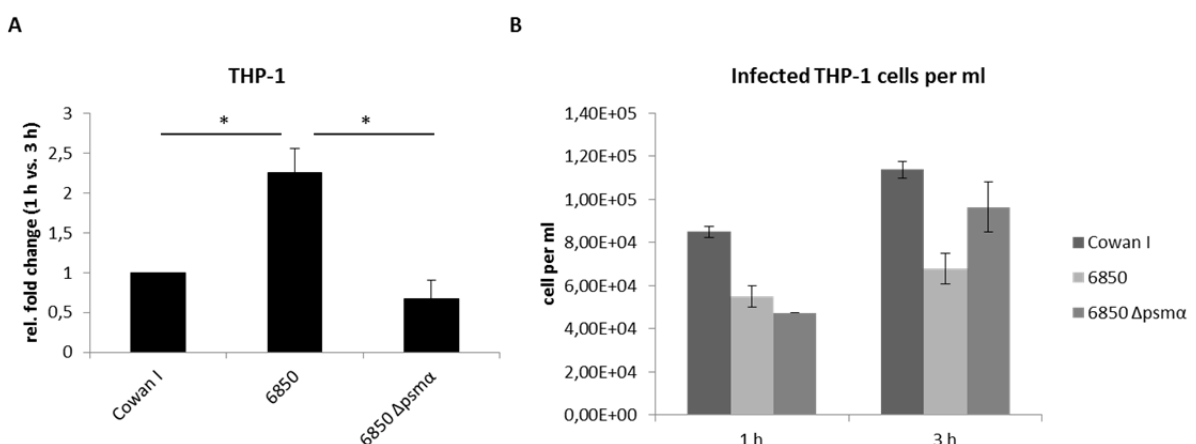 A
THP-1
rel. fold change (1 h vs. 3 h)
3
2,5
2
1,5
1
0,5
0
*
*
Cowan I
6850
6850 Δpsmα
B
Infected THP-1 cells per ml
cell per ml
1,40E+05
1,20E+05
1,00E+05
8,00E+04
6,00E+04
4,00E+04
2,00E+04
0,00E+00
1 h
3 h
Cowan I
6850
6850 Δpsmα